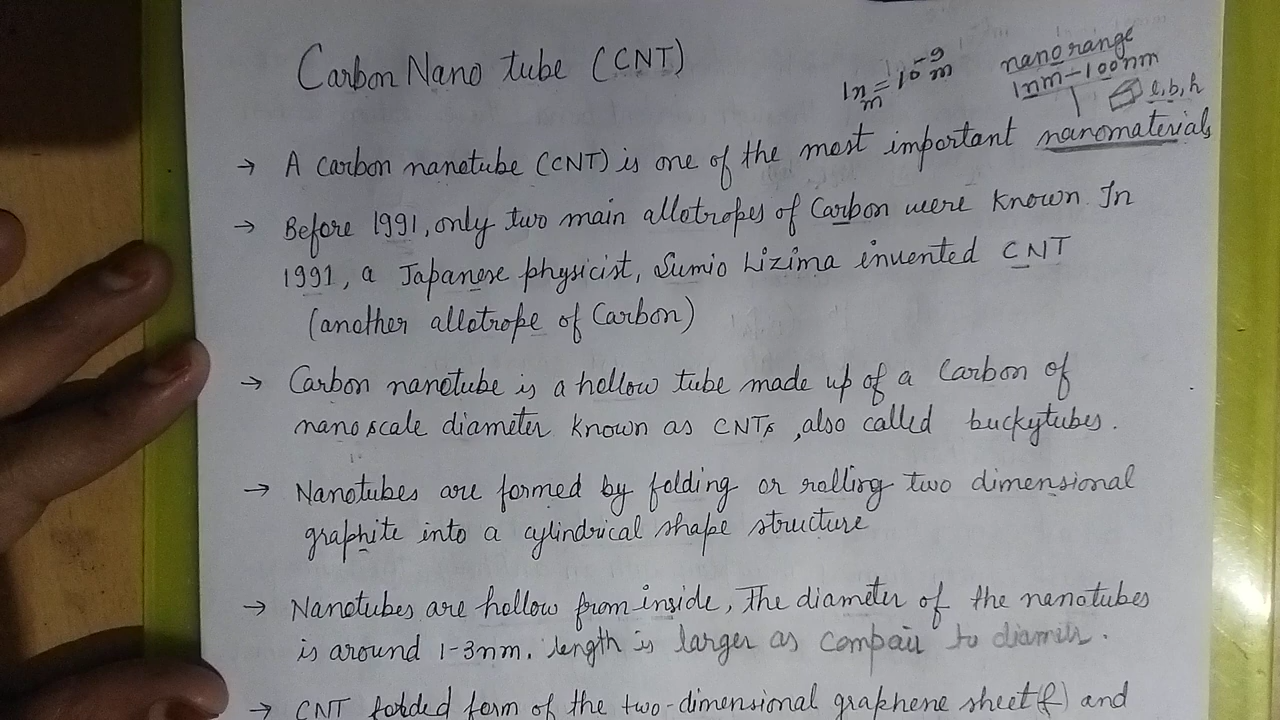 Carbon Nano tube (CNT)
1nm = 10⁻⁹m
nano range
1nm-100nm
l, b, h
→ A carbon nanotube (CNT) is one of the most important nanomaterials
→ Before 1991, only two main allotropes of Carbon were known. In
1991, a Japanese physicist, Sumio Lizima invented CNT
(another allotrope of Carbon)
→ Carbon nanotube is a hollow tube made up of a Carbon of
nano scale diameter known as CNTs, also called buckytubes.
→ Nanotubes are formed by folding or rolling two dimensional
graphite into a cylindrical shape structure
→ Nanotubes are hollow from inside, The diameter of the nanotubes
is around 1-3nm. length is larger as compair to diameter.
→ CNT folded form of the two-dimensional graphene sheet(f) and